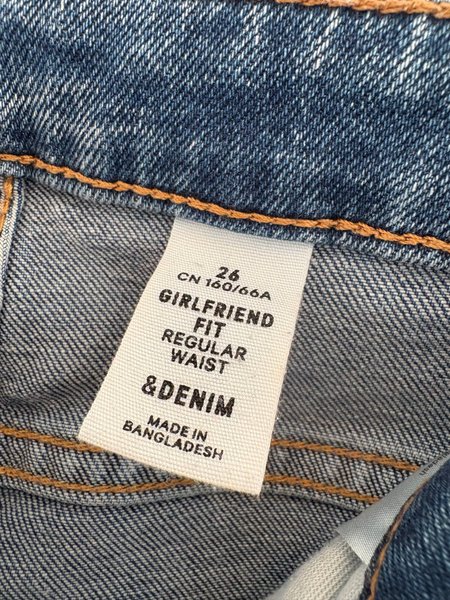 26
CN 160/66A
GIRLFRIEND
FIT
REGULAR
WAIST
&DENIM
MADE IN
BANGLADESH